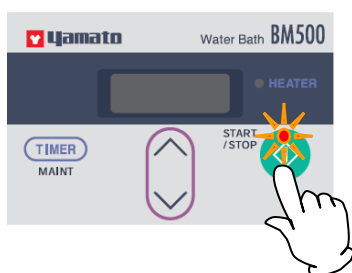 Yamato
Water Bath BM500
HEATER
START
/STOP
TIMER
MAINT